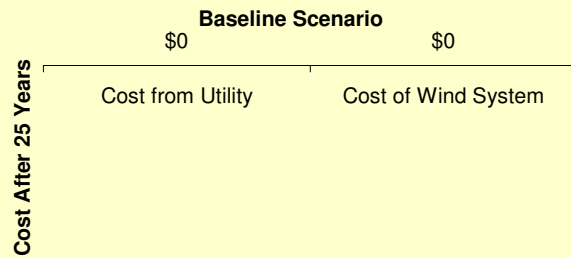 Baseline Scenario
$0 $0
Cost from Utility Cost of Wind System
Cost After 25 Years